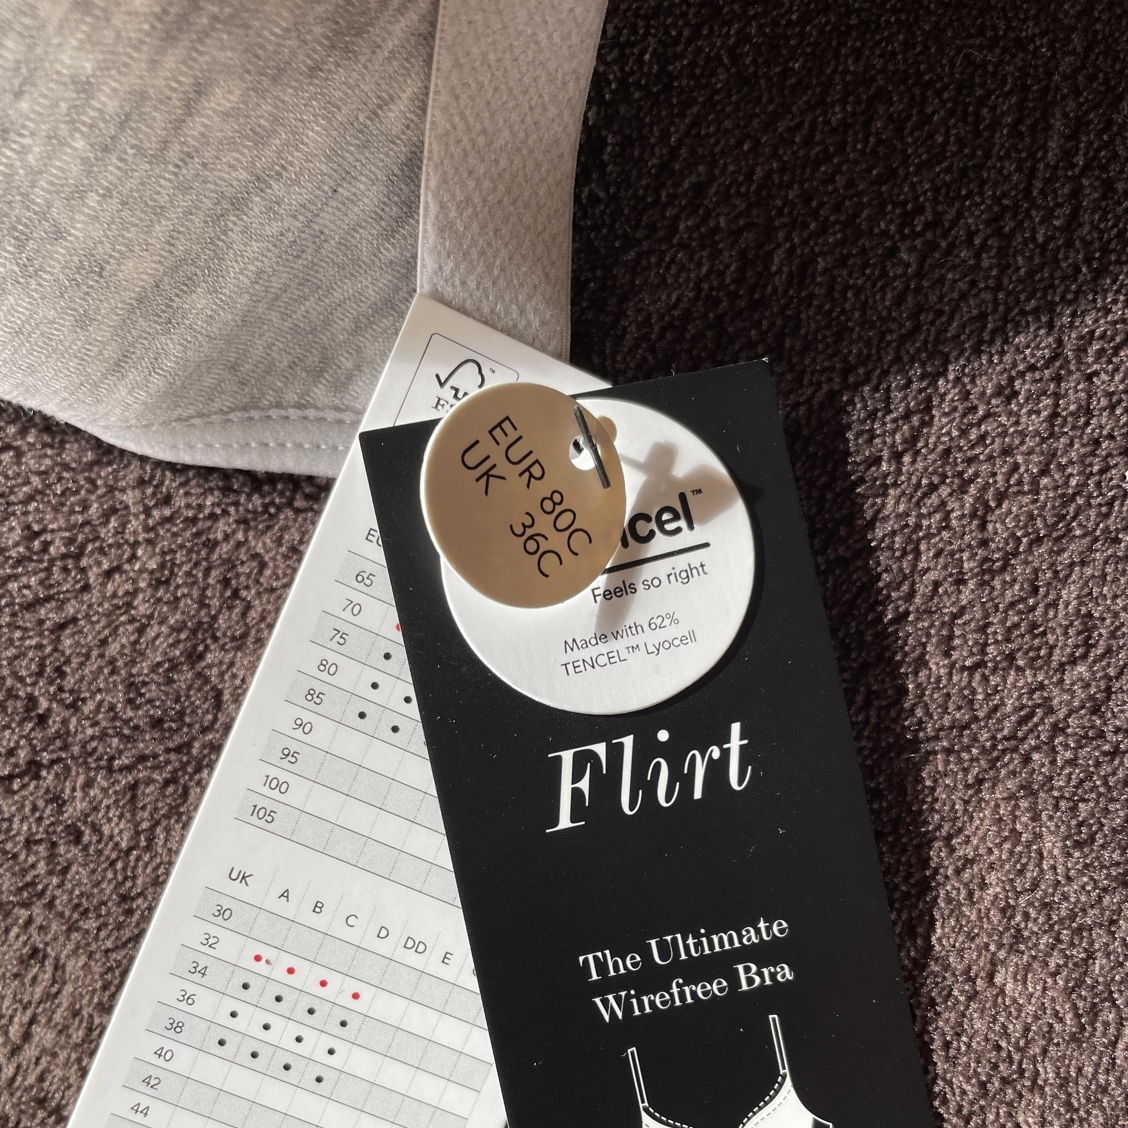 EUR 80C
UK 36C
ncel™
Feels so right
Made with 62%
TENCEL™ Lyocell
Flirt
The Ultimate
Wirefree Bra
65
70
75
80
85
90
95
100
105
UK A B C D DD E
30
32
34
36
38
40
42
44